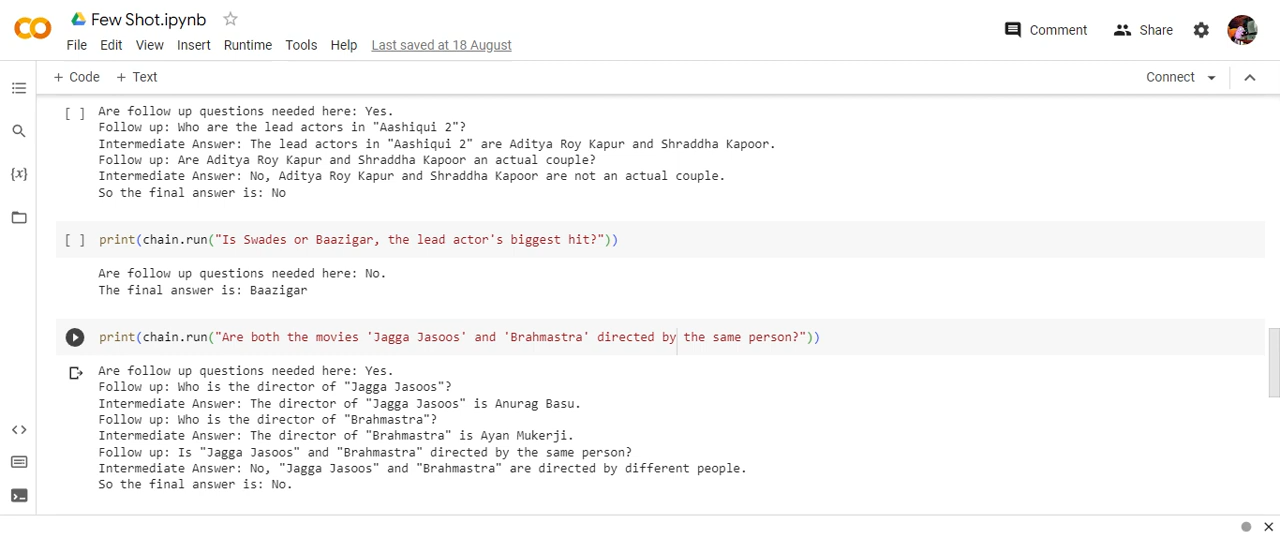 Few Shot.ipynb
Comment
Share
File Edit View Insert Runtime Tools Help Last saved at 18 August
+ Code + Text
Connect
[ ] Are follow up questions needed here: Yes.
Follow up: Who are the lead actors in "Aashiqui 2"?
Intermediate Answer: The lead actors in "Aashiqui 2" are Aditya Roy Kapur and Shraddha Kapoor.
Follow up: Are Aditya Roy Kapur and Shraddha Kapoor an actual couple?
Intermediate Answer: No, Aditya Roy Kapur and Shraddha Kapoor are not an actual couple.
So the final answer is: No
[ ] print(chain.run("Is Swades or Baazigar, the lead actor's biggest hit?"))
Are follow up questions needed here: No.
The final answer is: Baazigar
print(chain.run("Are both the movies 'Jagga Jasoos' and 'Brahmastra' directed by the same person?"))
Are follow up questions needed here: Yes.
Follow up: Who is the director of "Jagga Jasoos"?
Intermediate Answer: The director of "Jagga Jasoos" is Anurag Basu.
Follow up: Who is the director of "Brahmastra"?
Intermediate Answer: The director of "Brahmastra" is Ayan Mukerji.
Follow up: Is "Jagga Jasoos" and "Brahmastra" directed by the same person?
Intermediate Answer: No, "Jagga Jasoos" and "Brahmastra" are directed by different people.
So the final answer is: No.